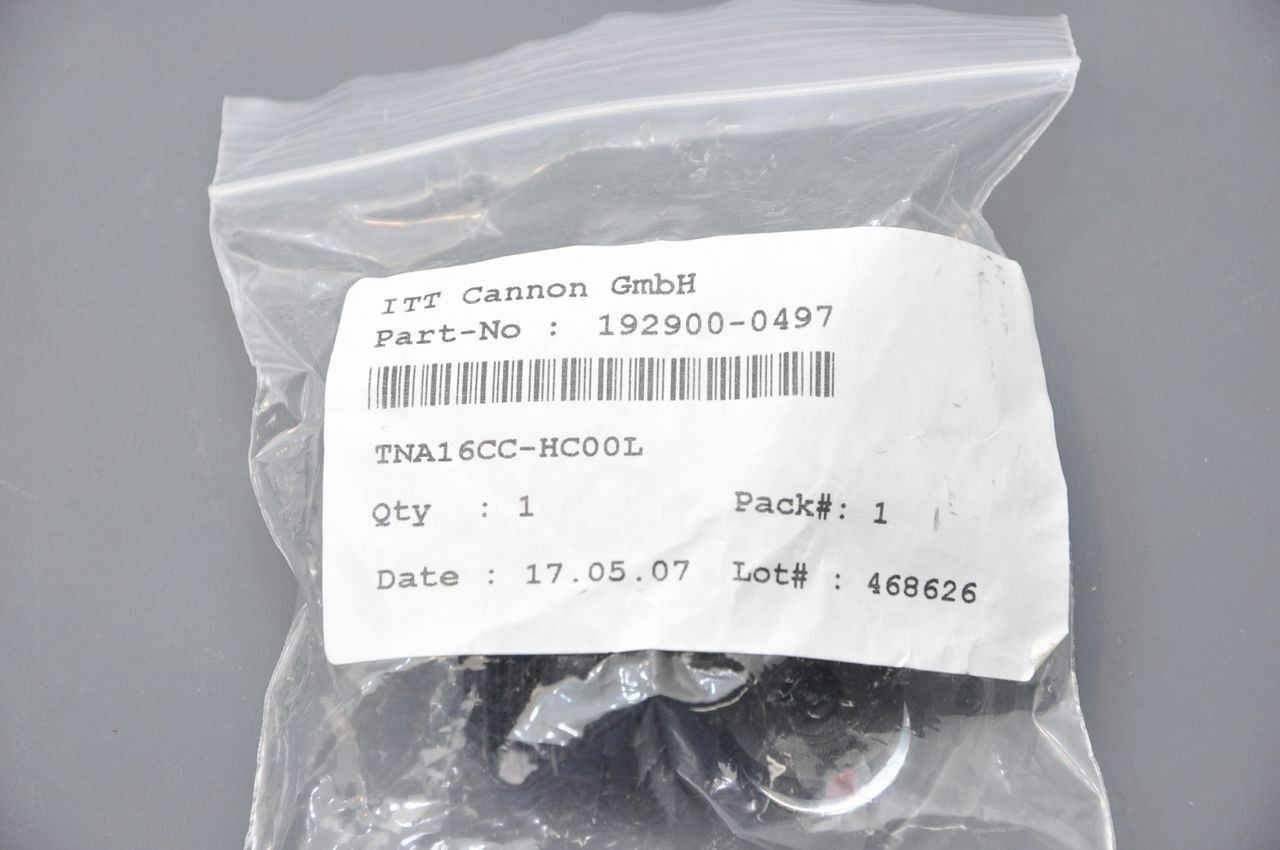 ITT Cannon GmbH
Part-No : 192900-0497
TNA16CC-HC00L
Qty : 1 Pack#: 1
Date : 17.05.07 Lot# : 468626